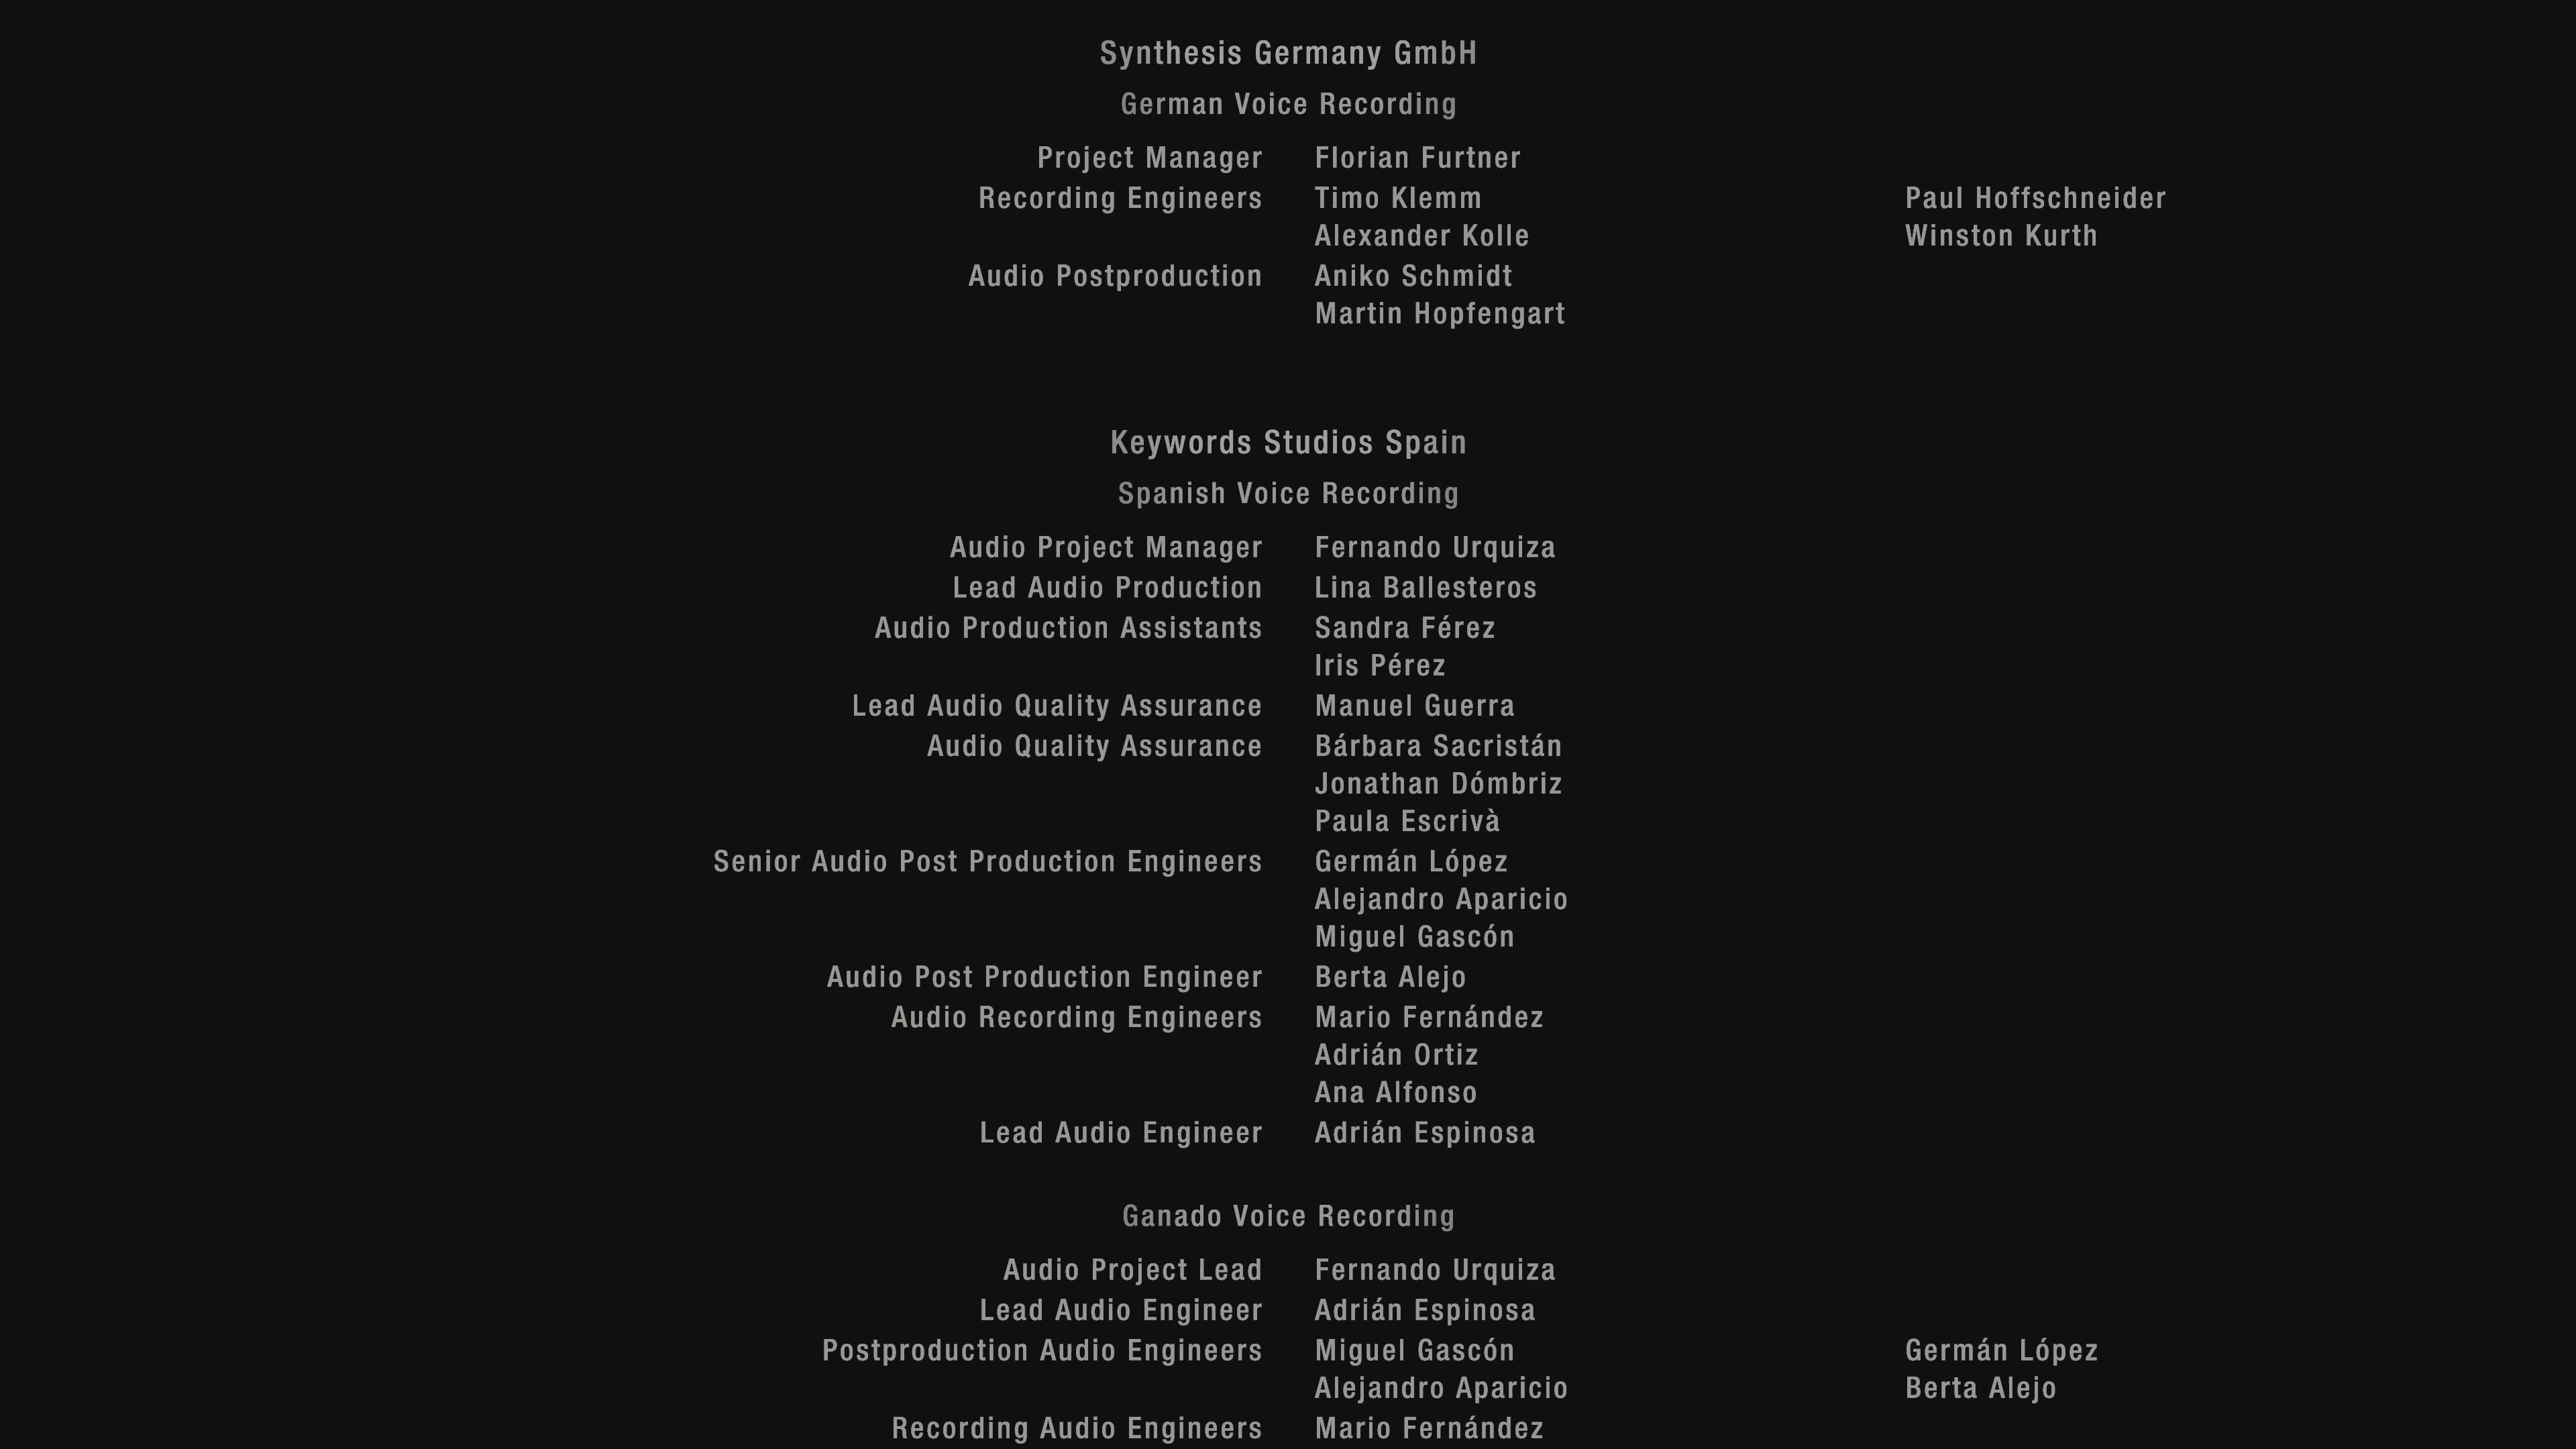 Synthesis Germany GmbH
German Voice Recording
Project Manager Florian Furtner
Recording Engineers Timo Klemm Paul Hoffschneider
Alexander Kolle Winston Kurth
Audio Postproduction Aniko Schmidt
Martin Hopfengart
Keywords Studios Spain
Spanish Voice Recording
Audio Project Manager Fernando Urquiza
Lead Audio Production Lina Ballesteros
Audio Production Assistants Sandra Férez
Iris Pérez
Lead Audio Quality Assurance Manuel Guerra
Audio Quality Assurance Bárbara Sacristán
Jonathan Dómbriz
Paula Escrivà
Senior Audio Post Production Engineers Germán López
Alejandro Aparicio
Miguel Gascón
Audio Post Production Engineer Berta Alejo
Audio Recording Engineers Mario Fernández
Adrián Ortiz
Ana Alfonso
Lead Audio Engineer Adrián Espinosa
Ganado Voice Recording
Audio Project Lead Fernando Urquiza
Lead Audio Engineer Adrián Espinosa
Postproduction Audio Engineers Miguel Gascón Germán López
Alejandro Aparicio Berta Alejo
Recording Audio Engineers Mario Fernández